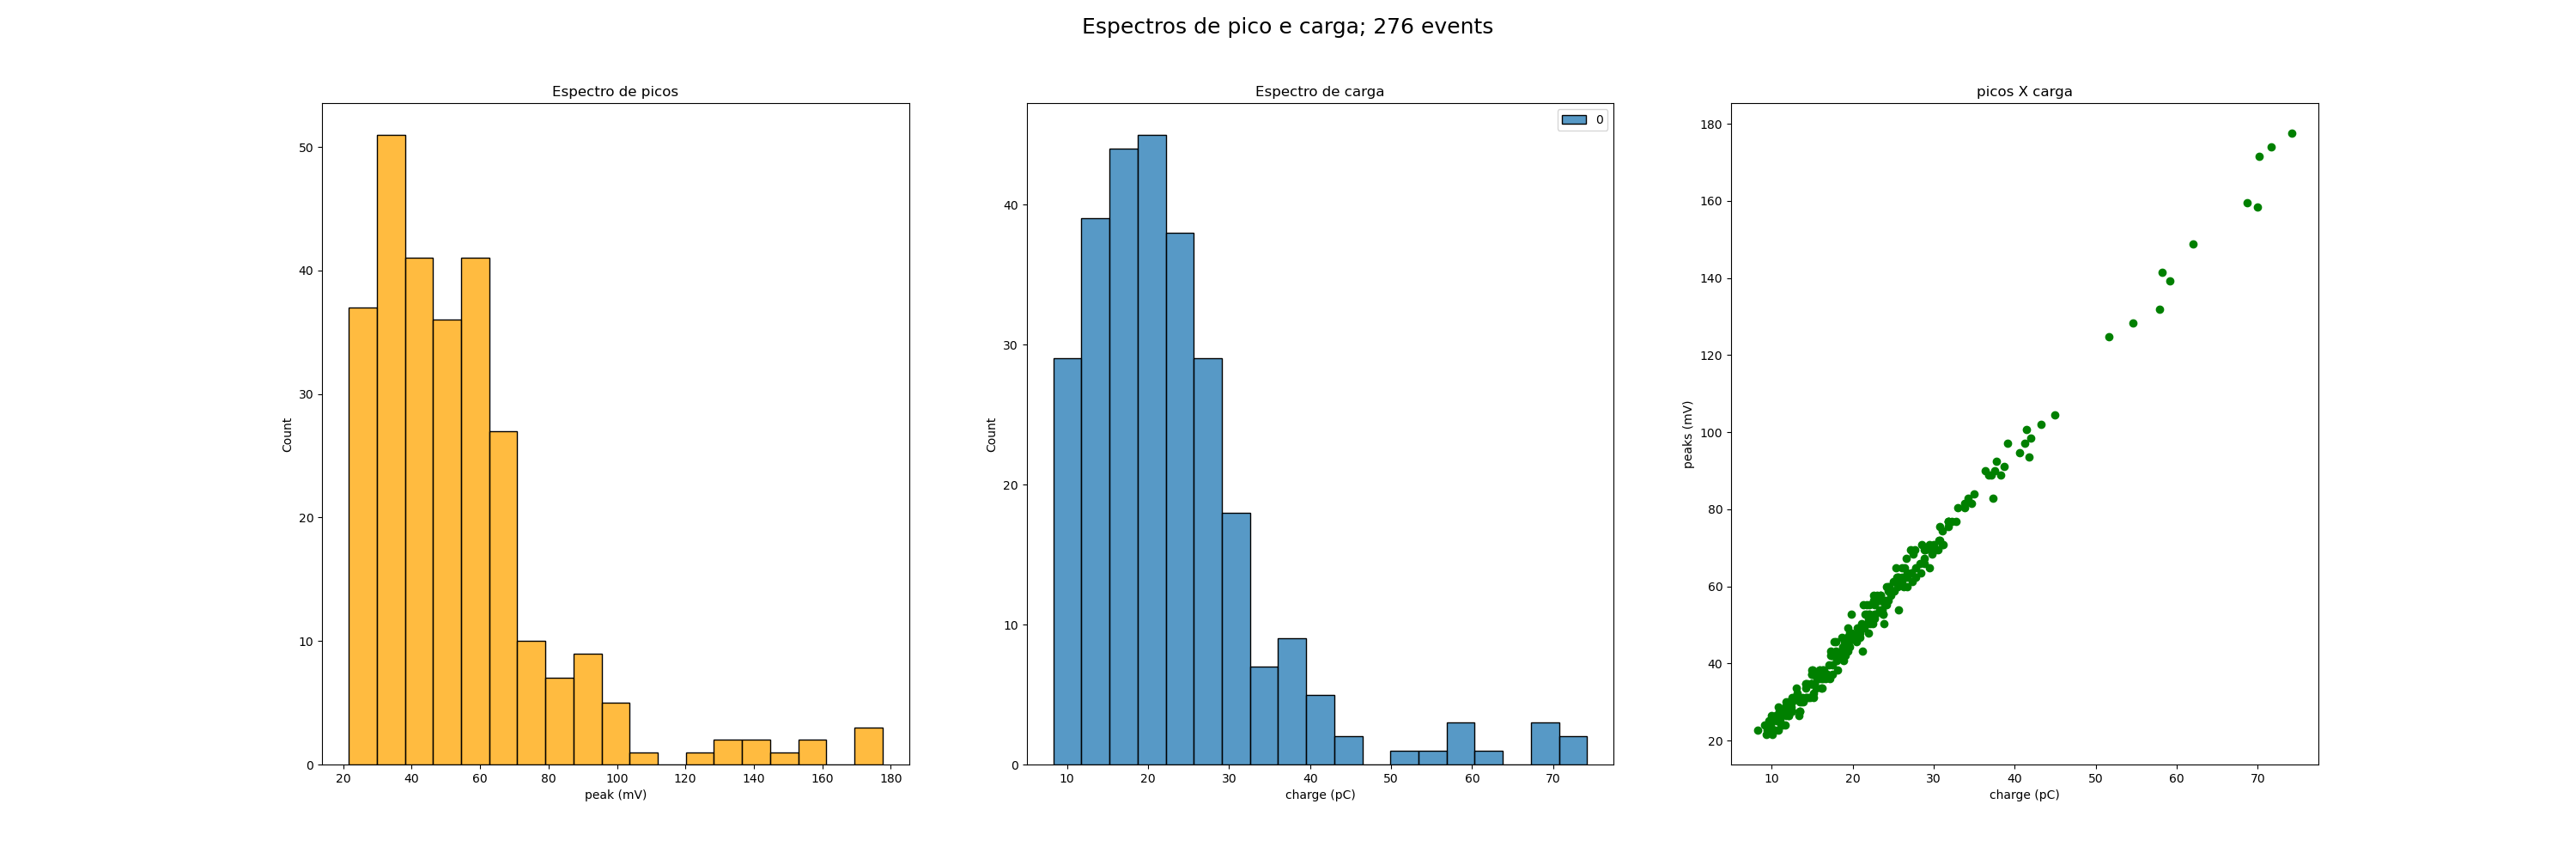 Espectros de pico e carga; 276 events
Espectro de picos
50
40
30
20
10
0
Count
20 40 60 80 100 120 140 160 180
peak (mV)
Espectro de carga
0
40
30
20
10
0
Count
10 20 30 40 50 60 70
charge (pC)
picos X carga
180
160
140
120
100
80
60
40
20
peaks (mV)
10 20 30 40 50 60 70
charge (pC)